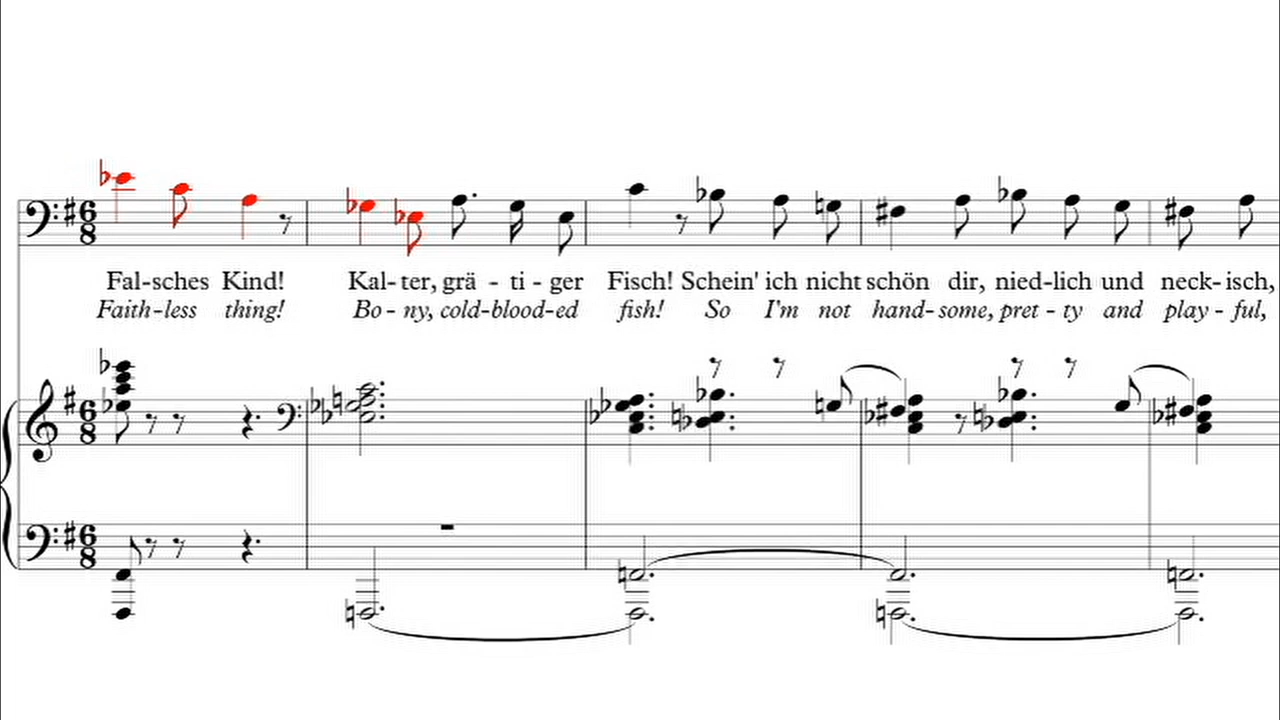 Fal-sches Kind! Kal-ter, grä - ti - ger Fisch! Schein' ich nicht schön dir, nied-lich und neck-isch,
Faith-less thing! Bo - ny, cold-blood-ed fish! So I'm not hand-some, pret - ty and play - ful,